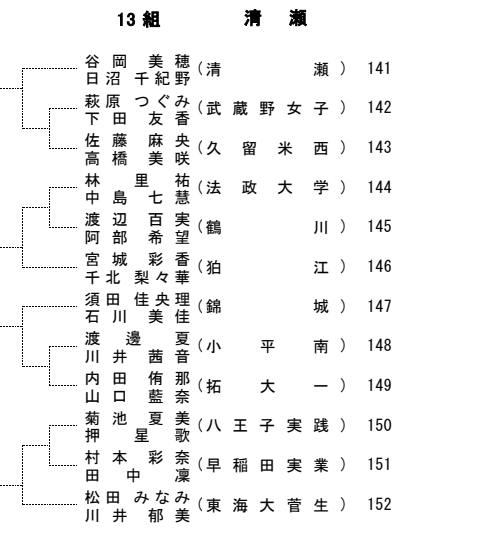 13 組 清 瀬
谷 岡 美 穂
日 沼 千 紀 野
( 清 瀬 ) 141
萩 原 つ ぐ み
下 田 友 香
( 武 蔵 野 女 子 ) 142
佐 藤 麻 央
高 橋 美 咲
( 久 留 米 西 ) 143
林 里 祐
中 島 七 慧
( 法 政 大 学 ) 144
渡 辺 百 実
阿 部 希 望
( 鶴 川 ) 145
宮 城 彩 香
千 北 梨 々 華
( 狛 江 ) 146
須 田 佳 央 理
石 川 美 佳
( 錦 城 ) 147
渡 邊 夏
川 井 茜 音
( 小 平 南 ) 148
内 田 侑 那
山 口 藍 奈
( 拓 大 一 ) 149
菊 池 夏 美
押 星 歌
( 八 王 子 実 践 ) 150
村 本 彩 奈
田 中 凜
( 早 稲 田 実 業 ) 151
松 田 み な み
川 井 郁 美
( 東 海 大 菅 生 ) 152